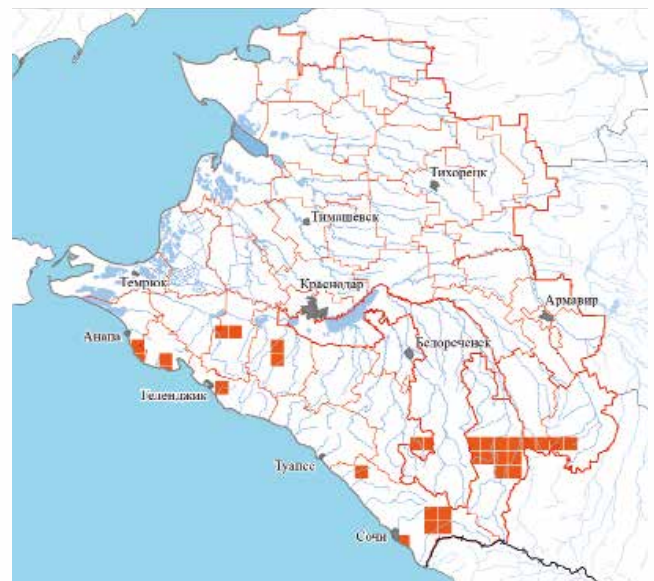 Тихорецк
Тимашевск
Темрюк
Краснодар
Армавир
Анапа
Белореченск
Геленджик
Туапсе
Сочи